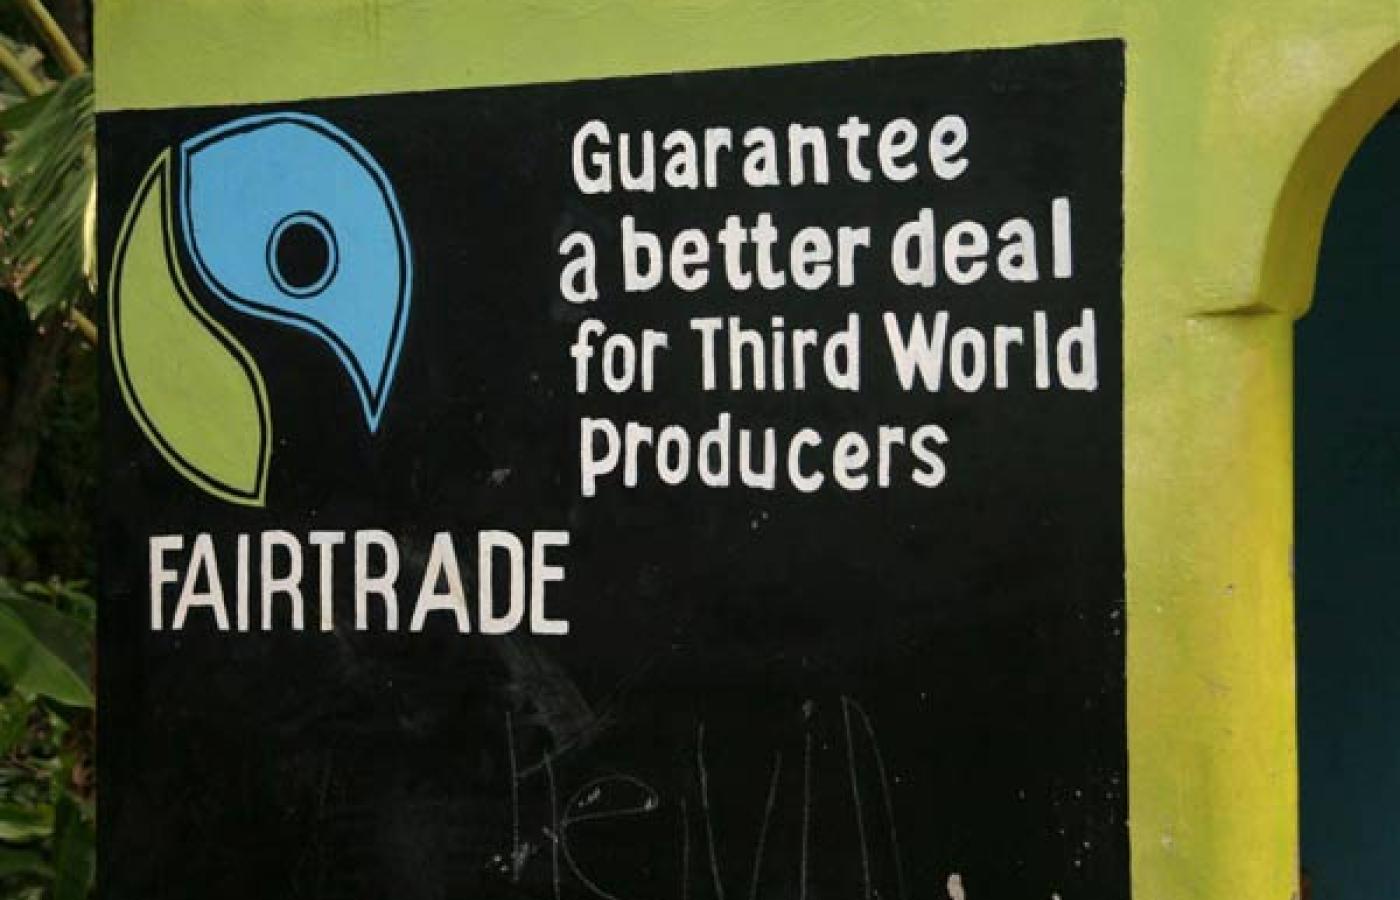 Guarantee
a better deal
for Third World
Producers
FAIRTRADE